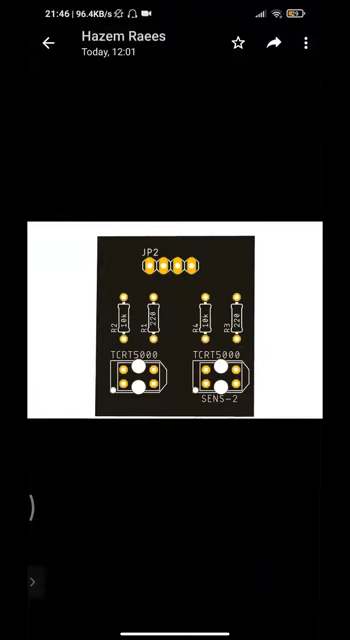 21:46 | 96.4KB/s
29
Hazem Raees
Today, 12:01
JP2
R2 10k R1 220 R4 10k R3 220
TCRT5000 TCRT5000
SENS-2